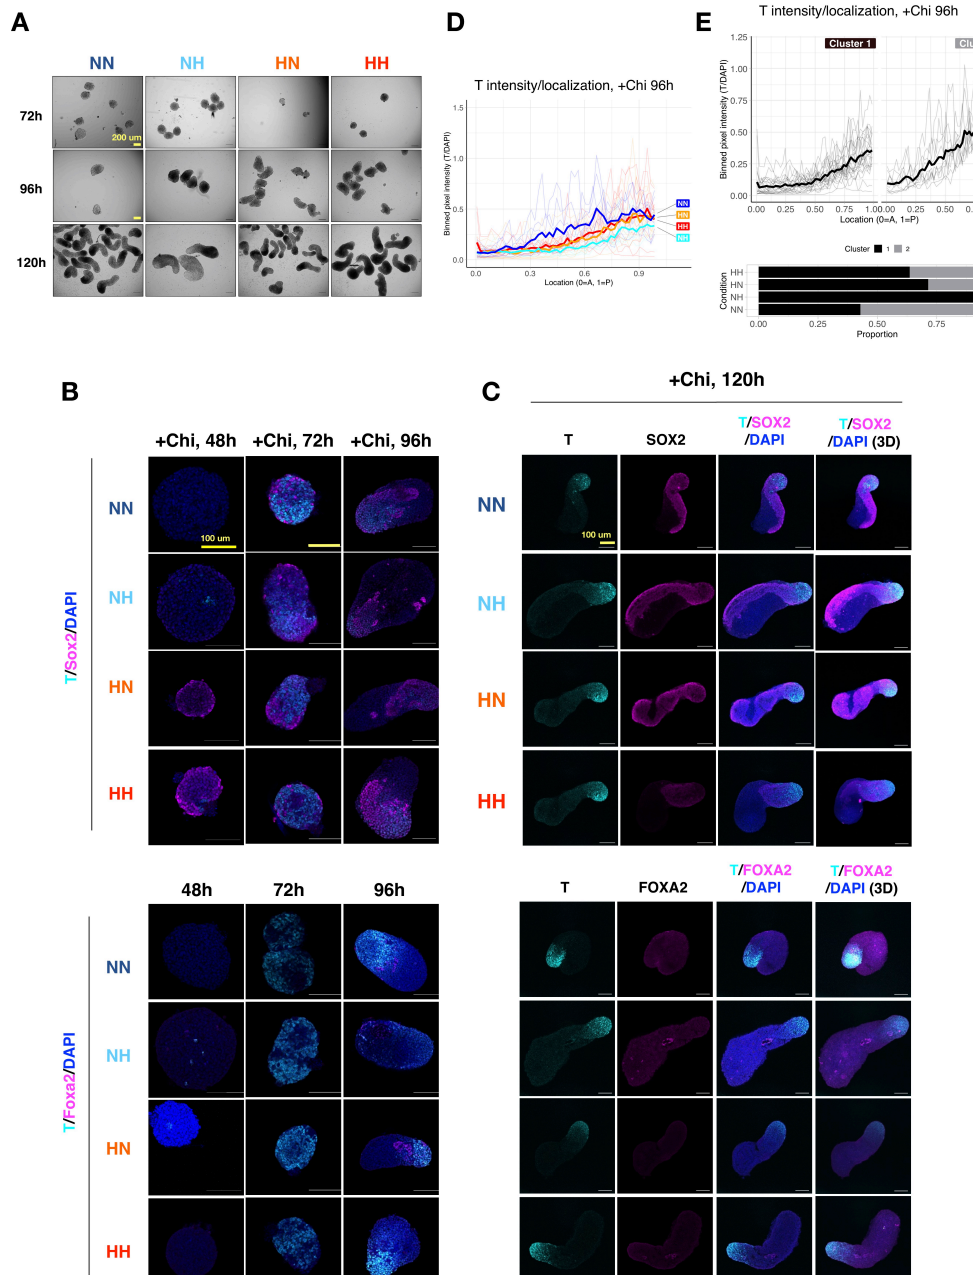 A
NN NH HN HH
72h
200 um
96h
120h
D
T intensity/localization, +Chi 96h
Binned pixel intensity (T/DAPI)
1.5
1.0
0.5
0.0
NN
HN
HH
NH
0.0 0.3 0.6 0.9
Location (0=A, 1=P)
E
T intensity/localization, +Chi 96h
Cluster 1
Binned pixel intensity (T/DAPI)
1.25
1.00
0.75
0.50
0.25
0.00
0.00 0.25 0.50 0.75 1.00 0.00 0.25 0.50 0.75
Location (0=A, 1=P)
Cluster 1 2
Condition
HH
HN
NH
NN
0.00 0.25 0.50 0.75
Proportion
B
+Chi, 48h +Chi, 72h +Chi, 96h
T/Sox2/DAPI
NN
100 um
NH
HN
HH
48h 72h 96h
T/Foxa2/DAPI
NN
NH
HN
HH
C
+Chi, 120h
T SOX2 T/SOX2 /DAPI T/SOX2 /DAPI (3D)
NN
100 um
NH
HN
HH
T FOXA2 T/FOXA2 /DAPI T/FOXA2 /DAPI (3D)